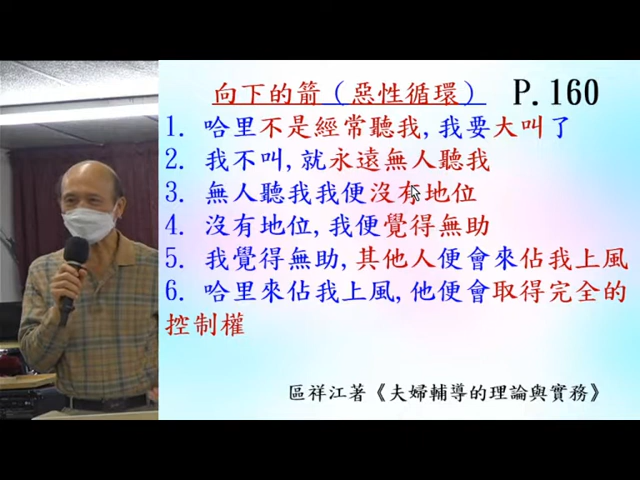 向下的箭（惡性循環） P.160
1. 哈里不是經常聽我,我要大叫了
2. 我不叫,就永遠無人聽我
3. 無人聽我我便沒有地位
4. 沒有地位,我便覺得無助
5. 我覺得無助,其他人便會來佔我上風
6. 哈里來佔我上風,他便會取得完全的
控制權
區祥江著《夫婦輔導的理論與實務》